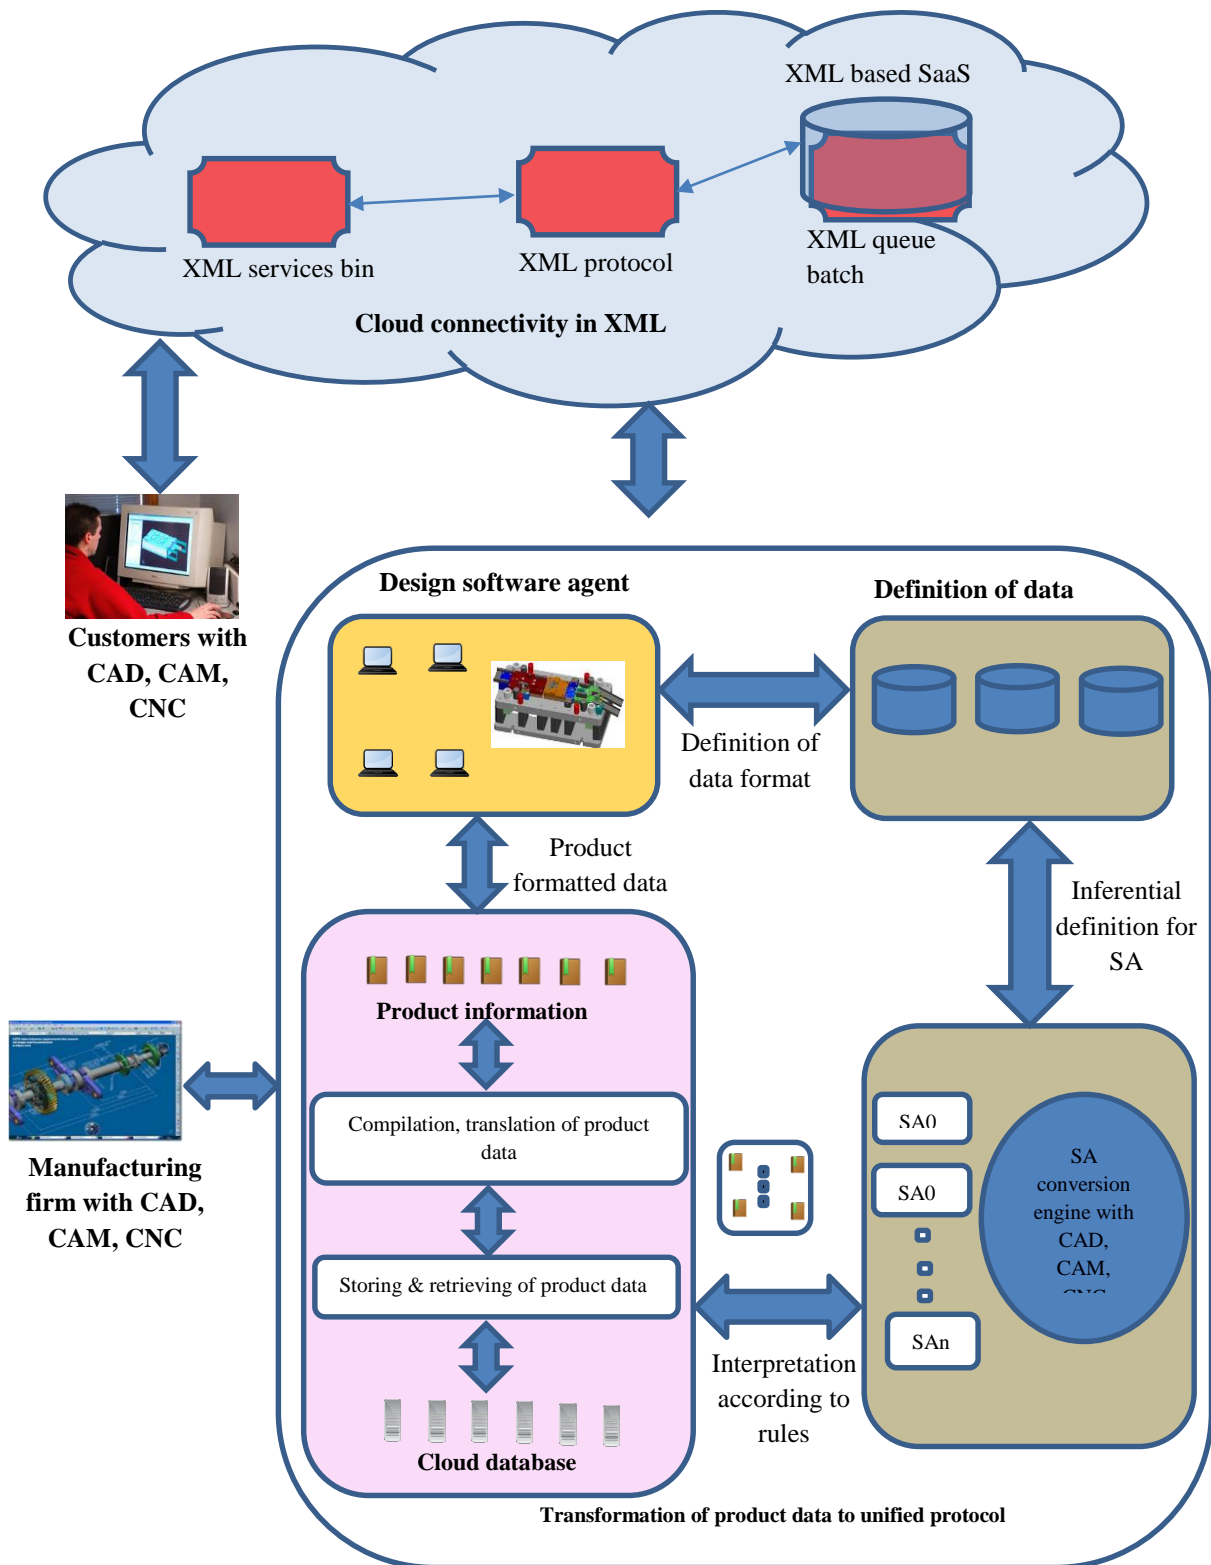 XML based SaaS
XML services bin
XML protocol
XML queue
batch
Cloud connectivity in XML
Customers with
CAD, CAM,
CNC
Design software agent
Definition of data
Definition of
data format
Product
formatted data
Inferential
definition for
SA
Product information
Compilation, translation of product
data
Storing & retrieving of product data
Cloud database
Manufacturing
firm with CAD,
CAM, CNC
SA0
SA0
SAn
SA
conversion
engine with
CAD,
CAM,
CNC
Interpretation
according to
rules
Transformation of product data to unified protocol